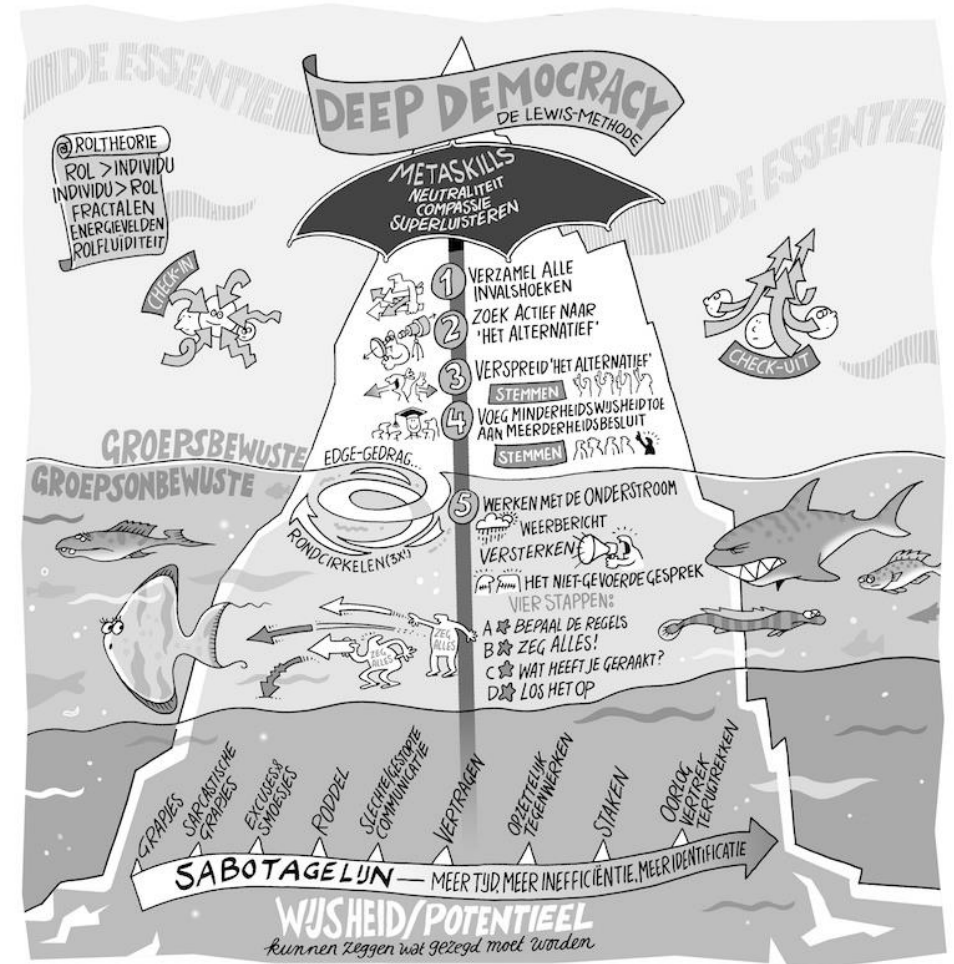 DE ESSENTIE
DEEP DEMOCRACY
DE LEWIS-METHODE
DE ESSENTIE
ROLTHEORIE
ROL > INDIVIDU
INDIVIDU > ROL
FRACTALEN
ENERGIEVELDEN
ROLFLUÏDITEIT
METASKILLS
NEUTRALITEIT
COMPASSIE
SUPERLUISTEREN
CHECK-IN
CHECK-UIT
1 VERZAMEL ALLE
INVALSHOEKEN
2 ZOEK ACTIEF NAAR
'HET ALTERNATIEF'
3 VERSPREID 'HET ALTERNATIEF'
STEMMEN
4 VOEG MINDERHEIDSWIJSHEID TOE
AAN MEERDERHEIDSBESLUIT
STEMMEN
GROEPSBEWUSTE
GROEPSONBEWUSTE
EDGE-GEDRAG...
RONDCIRKELEN (3X!)
5 WERKEN MET DE ONDERSTROOM
WEERBERICHT
VERSTERKEN
HET NIET-GEVOERDE GESPREK
VIER STAPPEN:
A BEPAAL DE REGELS
B ZEG ALLES!
C WAT HEEFT JE GERAAKT?
D LOS HET OP
ZEG
ALLES
ZEG
ALLES
GRAPJES
SARCASTISCHE
GRAPJES
EXCUSES &
SMOESJES
RODDEL
SLECHTE/GESTOPTE
COMMUNICATIE
VERTRAGEN
OPZETTELIJK
TEGENWERKEN
STAKEN
OORLOG
VERTREK
TERUGTREKKEN
SABOTAGELIJN — MEER TIJD, MEER INEFFICIËNTIE, MEER IDENTIFICATIE
WIJSHEID/POTENTIEEL
kunnen zeggen wat gezegd moet worden